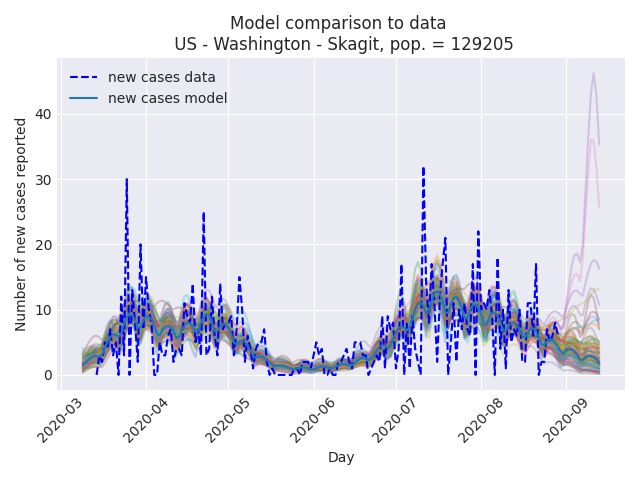 Model comparison to data
US - Washington - Skagit, pop. = 129205
new cases data
new cases model
Number of new cases reported
40
30
20
10
0
2020-03
2020-04
2020-05
2020-06
2020-07
2020-08
2020-09
Day